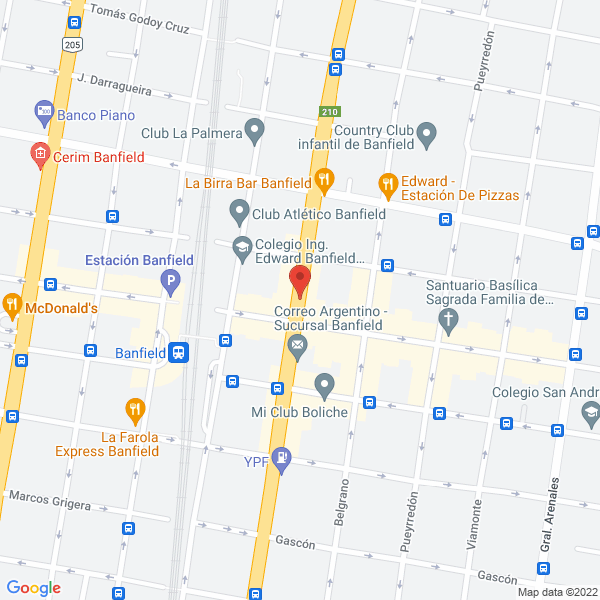 Tomás Godoy Cruz
205
J. Darragueira
Pueyrredón
210
Banco Piano
Club La Palmera
Country Club
infantil de Banfield
Cerim Banfield
La Birra Bar Banfield
Edward -
Estación De Pizzas
Club Atlético Banfield
Colegio Ing.
Edward Banfield...
Estación Banfield
P
Santuario Basílica
Sagrada Familia de...
McDonald's
Correo Argentino -
Sucursal Banfield
Banfield
Mi Club Boliche
Colegio San Andr
La Farola
Express Banfield
YPF
Marcos Grigera
Belgrano
Pueyrredón
Viamonte
Gral. Arenales
Gascón
Gascón
Google
Map data ©2022